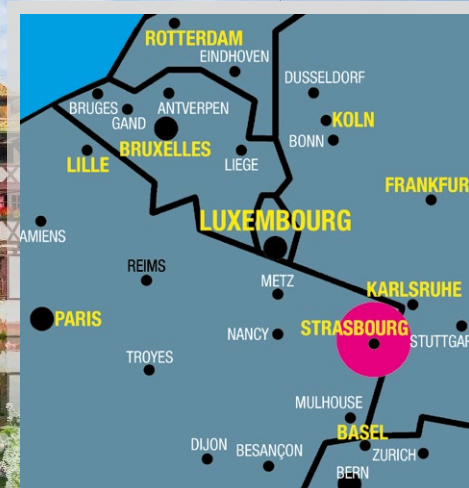 ROTTERDAM
EINDHOVEN
DUSSELDORF
BRUGES
ANTVERPEN
GAND
KOLN
BRUXELLES
BONN
LILLE
LIEGE
FRANKFUR
LUXEMBOURG
AMIENS
REIMS
METZ
KARLSRUHE
PARIS
STRASBOURG
NANCY
STUTTGAR
TROYES
MULHOUSE
BASEL
DIJON
BESANÇON
ZURICH
BERN